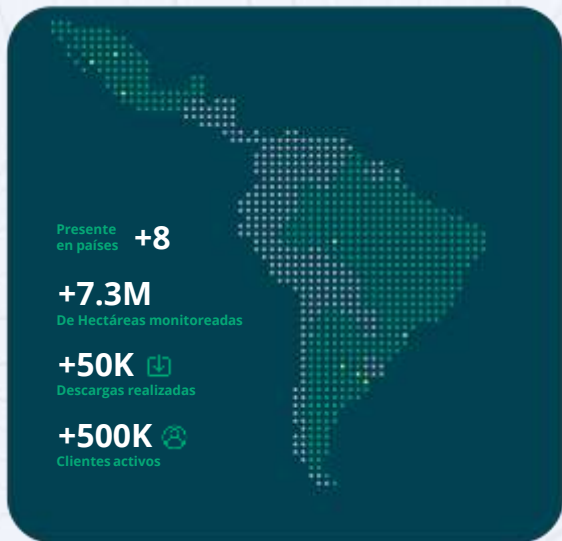 Presente
en países +8
+7.3M
De Hectáreas monitoreadas
+50K
Descargas realizadas
+500K
Clientes activos